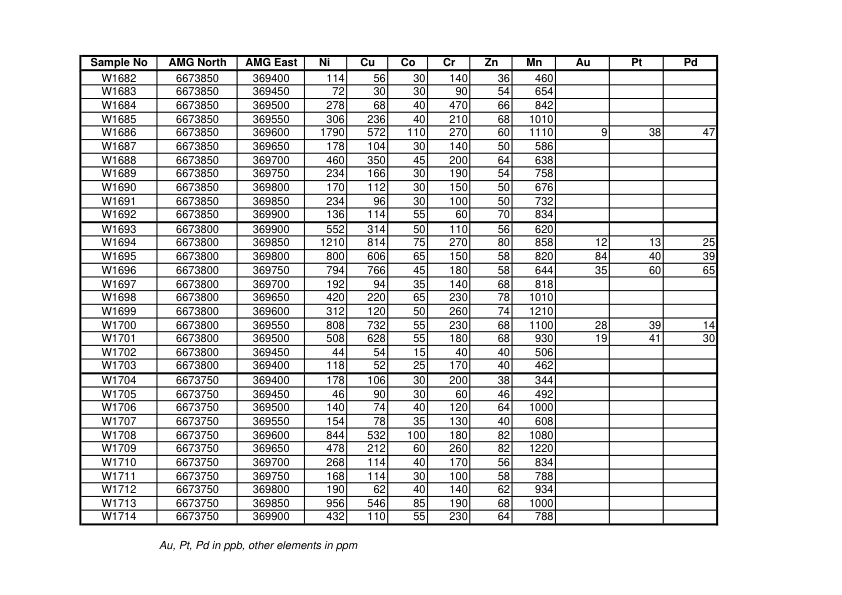 Sample No AMG North AMG East Ni Cu Co Cr Zn Mn Au Pt Pd
W1682 6673850 369400 114 56 30 140 36 460
W1683 6673850 369450 72 30 30 90 54 654
W1684 6673850 369500 278 68 40 470 66 842
W1685 6673850 369550 306 236 40 210 68 1010
W1686 6673850 369600 1790 572 110 270 60 1110 9 38 47
W1687 6673850 369650 178 104 30 140 50 586
W1688 6673850 369700 460 350 45 200 64 638
W1689 6673850 369750 234 166 30 190 54 758
W1690 6673850 369800 170 112 30 150 50 676
W1691 6673850 369850 234 96 30 100 50 732
W1692 6673850 369900 136 114 55 60 70 834
W1693 6673800 369900 552 314 50 110 56 620
W1694 6673800 369850 1210 814 75 270 80 858 12 13 25
W1695 6673800 369800 800 606 65 150 58 820 84 40 39
W1696 6673800 369750 794 766 45 180 58 644 35 60 65
W1697 6673800 369700 192 94 35 140 68 818
W1698 6673800 369650 420 220 65 230 78 1010
W1699 6673800 369600 312 120 50 260 74 1210
W1700 6673800 369550 808 732 55 230 68 1100 28 39 14
W1701 6673800 369500 508 628 55 180 68 930 19 41 30
W1702 6673800 369450 44 54 15 40 40 506
W1703 6673800 369400 118 52 25 170 40 462
W1704 6673750 369400 178 106 30 200 38 344
W1705 6673750 369450 46 90 30 60 46 492
W1706 6673750 369500 140 74 40 120 64 1000
W1707 6673750 369550 154 78 35 130 40 608
W1708 6673750 369600 844 532 100 180 82 1080
W1709 6673750 369650 478 212 60 260 82 1220
W1710 6673750 369700 268 114 40 170 56 834
W1711 6673750 369750 168 114 30 100 58 788
W1712 6673750 369800 190 62 40 140 62 934
W1713 6673750 369850 956 546 85 190 68 1000
W1714 6673750 369900 432 110 55 230 64 788
Au, Pt, Pd in ppb, other elements in ppm